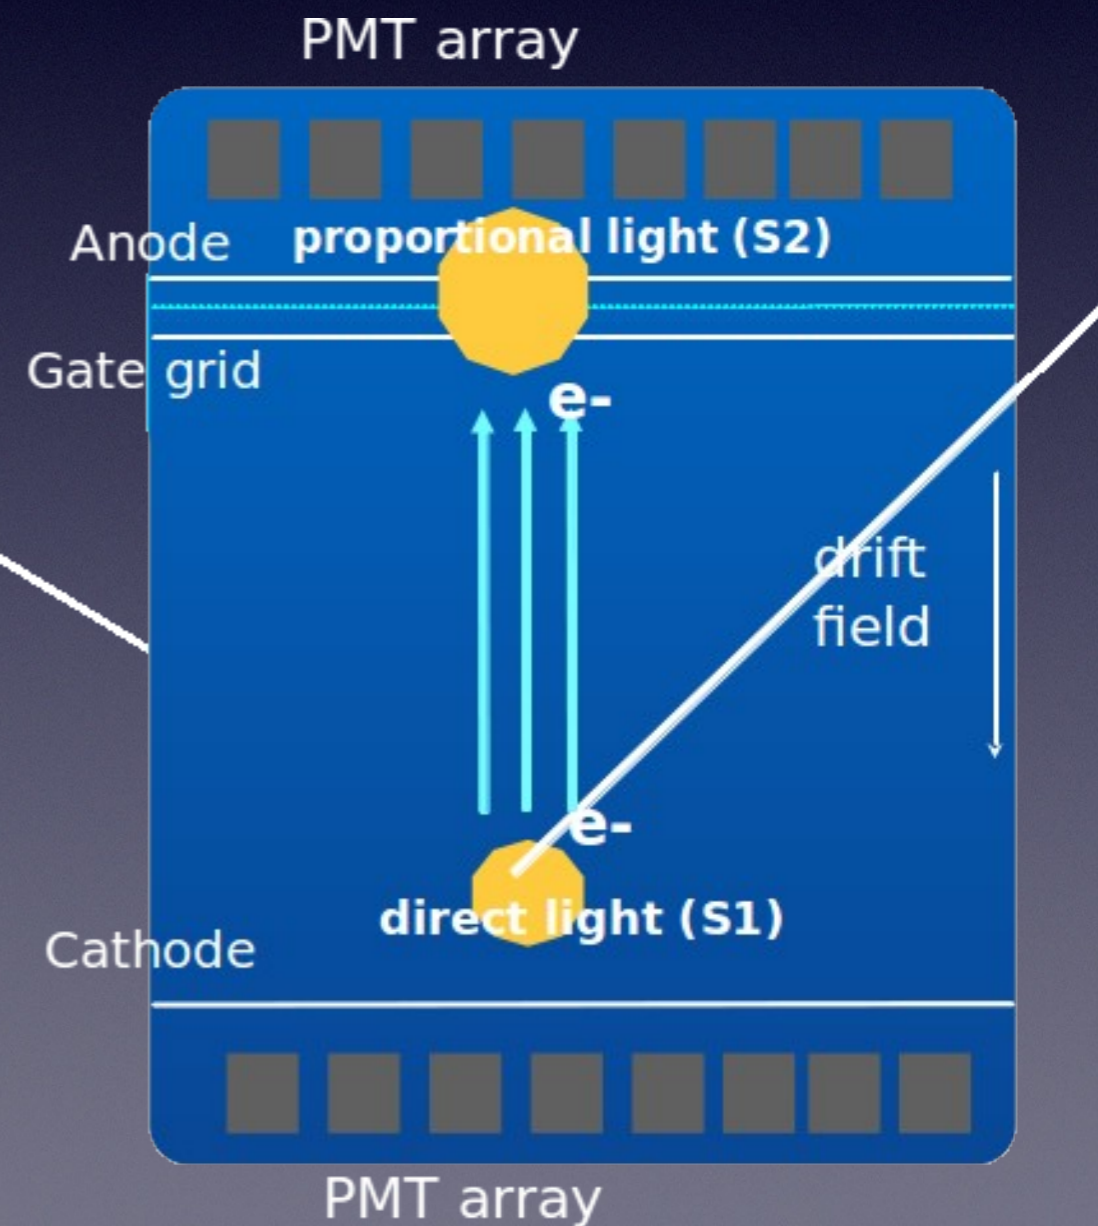 PMT array
Anode
proportional light (S2)
Gate grid
e-
drift
field
e-
direct light (S1)
Cathode
PMT array